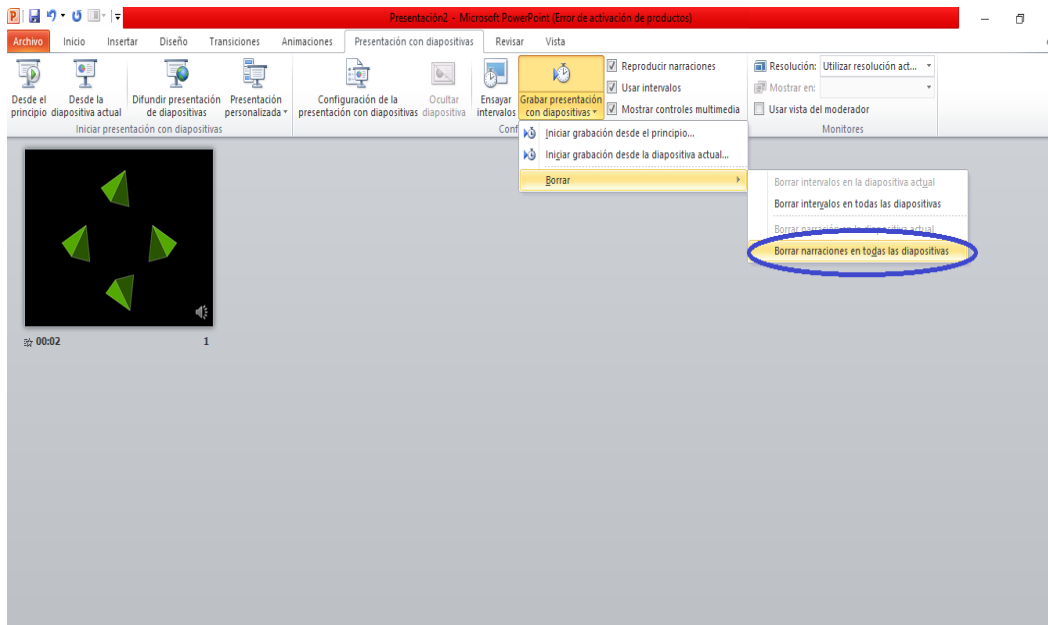 Presentación2 - Microsoft PowerPoint (Error de activación de productos)
Archivo Inicio Insertar Diseño Transiciones Animaciones Presentación con diapositivas Revisar Vista
Desde el principio
Desde la diapositiva actual
Difundir presentación de diapositivas
Presentación personalizada
Iniciar presentación con diapositivas
Configuración de la presentación con diapositivas
Ocultar diapositiva
Ensayar intervalos
Grabar presentación con diapositivas
Reproducir narraciones
Usar intervalos
Mostrar controles multimedia
Conf
Resolución: Utilizar resolución act...
Mostrar en:
Usar vista del moderador
Monitores
Iniciar grabación desde el principio...
Iniciar grabación desde la diapositiva actual...
Borrar
Borrar intervalos en la diapositiva actual
Borrar intervalos en todas las diapositivas
Borrar narración en la diapositiva actual
Borrar narraciones en todas las diapositivas
00:02 1